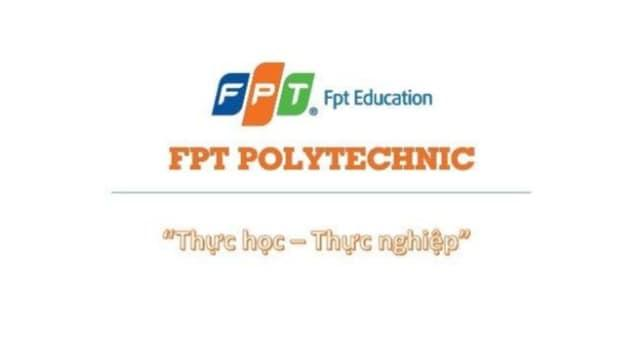 FPT® Fpt Education
FPT POLYTECHNIC
“Thực học – Thực nghiệp”